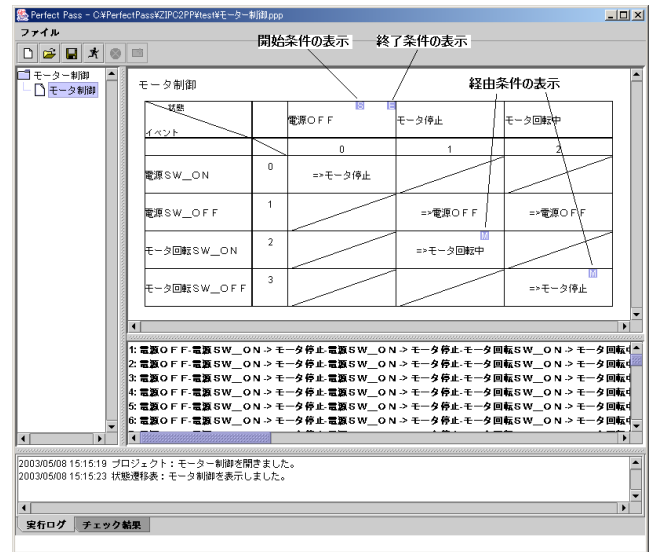 Perfect Pass - C:¥PerfectPass¥ZIPC2PP¥test¥モーター制御.ppp
ファイル
開始条件の表示 終了条件の表示
モーター制御
モータ制御
モータ制御
経由条件の表示
状態
S E
電源OFF モータ停止 モータ回転中
イベント
0 1 2
電源SW__ON 0 =>モータ停止
電源SW__OFF 1 =>電源OFF =>電源OFF
M
モータ回転SW__ON 2 =>モータ回転中
M
モータ回転SW__OFF 3 =>モータ停止
1: 電源OFF-電源SW__ON -> モータ停止-電源SW__ON -> モータ停止-モータ回転SW__ON -> モータ回転
2: 電源OFF-電源SW__ON -> モータ停止-電源SW__ON -> モータ停止-モータ回転SW__ON -> モータ回転
3: 電源OFF-電源SW__ON -> モータ停止-電源SW__ON -> モータ停止-モータ回転SW__ON -> モータ回転
4: 電源OFF-電源SW__ON -> モータ停止-電源SW__ON -> モータ停止-モータ回転SW__ON -> モータ回転
5: 電源OFF-電源SW__ON -> モータ停止-電源SW__ON -> モータ停止-モータ回転SW__ON -> モータ回転
6: 電源OFF-電源SW__ON -> モータ停止-電源SW__ON -> モータ停止-モータ回転SW__ON -> モータ回転
2003/05/08 15:15:19 プロジェクト：モーター制御を開きました。
2003/05/08 15:15:23 状態遷移表：モータ制御を表示しました。
実行ログ チェック結果